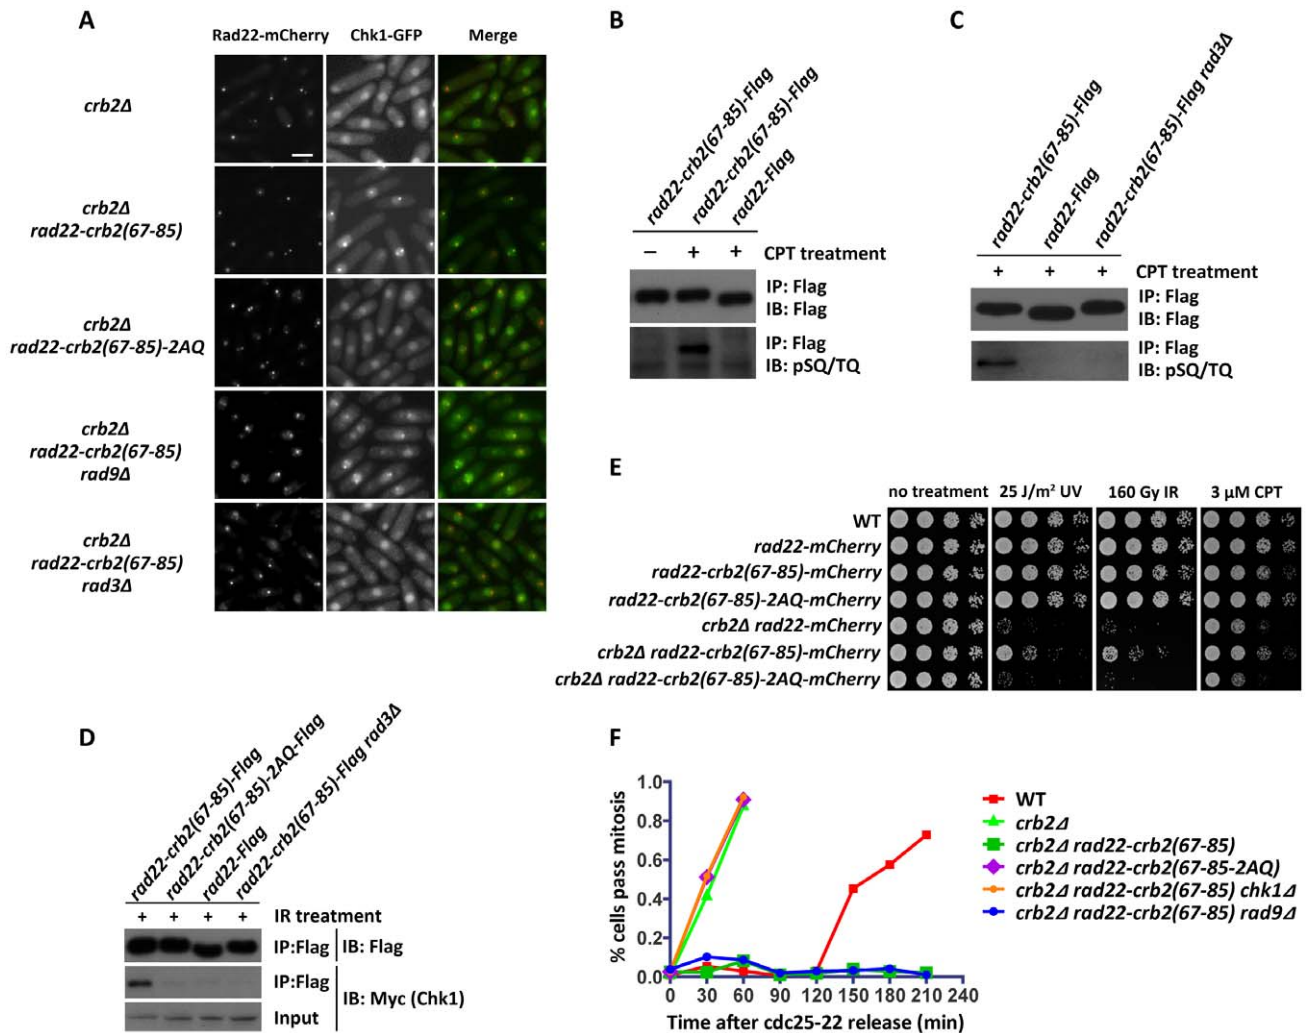 A
Rad22-mCherry Chk1-GFP Merge
crb2Δ
crb2Δ
rad22-crb2(67-85)
crb2Δ
rad22-crb2(67-85)-2AQ
crb2Δ
rad22-crb2(67-85)
rad9Δ
crb2Δ
rad22-crb2(67-85)
rad3Δ
B
rad22-crb2(67-85)-Flag
rad22-crb2(67-85)-Flag
rad22-Flag
− + + CPT treatment
IP: Flag
IB: Flag
IP: Flag
IB: pSQ/TQ
C
rad22-crb2(67-85)-Flag
rad22-Flag
rad22-crb2(67-85)-Flag rad3Δ
+ + + CPT treatment
IP: Flag
IB: Flag
IP: Flag
IB: pSQ/TQ
D
rad22-crb2(67-85)-Flag
rad22-crb2(67-85)-2AQ-Flag
rad22-Flag
rad22-crb2(67-85)-Flag rad3Δ
+ + + + IR treatment
IP:Flag IB: Flag
IP:Flag
IB: Myc (Chk1)
Input
E
no treatment 25 J/m² UV 160 Gy IR 3 μM CPT
WT
rad22-mCherry
rad22-crb2(67-85)-mCherry
rad22-crb2(67-85)-2AQ-mCherry
crb2Δ rad22-mCherry
crb2Δ rad22-crb2(67-85)-mCherry
crb2Δ rad22-crb2(67-85)-2AQ-mCherry
F
% cells pass mitosis
1.0
0.8
0.6
0.4
0.2
0.0
0 30 60 90 120 150 180 210 240
Time after cdc25-22 release (min)
WT
crb2Δ
crb2Δ rad22-crb2(67-85)
crb2Δ rad22-crb2(67-85-2AQ)
crb2Δ rad22-crb2(67-85) chk1Δ
crb2Δ rad22-crb2(67-85) rad9Δ